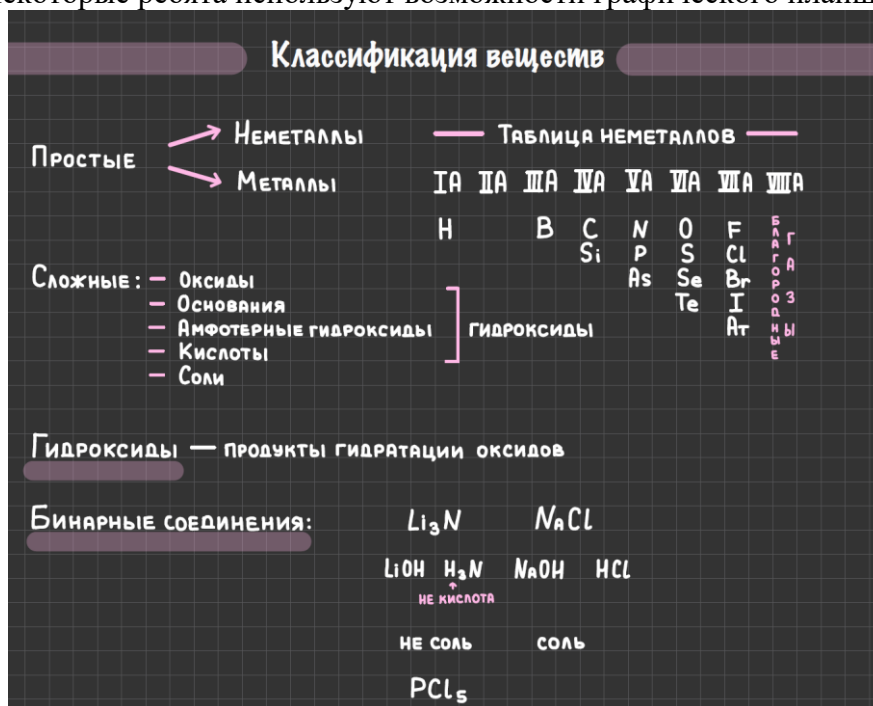 некоторые ребята используют возможности графического планш
Классификация веществ
Простые
Неметаллы
Металлы
Таблица неметаллов
IA IIA IIIA IVA VA VIA VIIA VIIIA
H B C N O F
Si P S Cl
As Se Br
Te I
At
БЛАГОРОДНЫЕ
ГАЗЫ
Сложные: — Оксиды
— Основания
— Амфотерные гидроксиды
— Кислоты
— Соли
гидроксиды
Гидроксиды — продукты гидратации оксидов
Бинарные соединения: Li₃N NaCl
LiOH H₃N NaOH HCl
не кислота
не соль соль
PCl₅